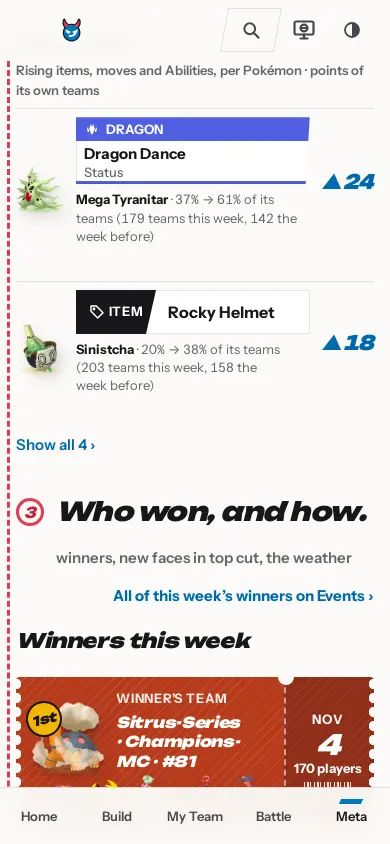 Rising items, moves and Abilities, per Pokémon · points of
its own teams
DRAGON
Dragon Dance
Status
Mega Tyranitar · 37% → 61% of its
teams (179 teams this week, 142 the
week before)
▲24
ITEM
Rocky Helmet
Sinistcha · 20% → 38% of its teams
(203 teams this week, 158 the
week before)
▲18
Show all 4 ›
3 Who won, and how.
winners, new faces in top cut, the weather
All of this week's winners on Events ›
Winners this week
1st
WINNER'S TEAM
Sitrus-Series
· Champions-
MC · #81
NOV
4
170 players
Home
Build
My Team
Battle
Meta